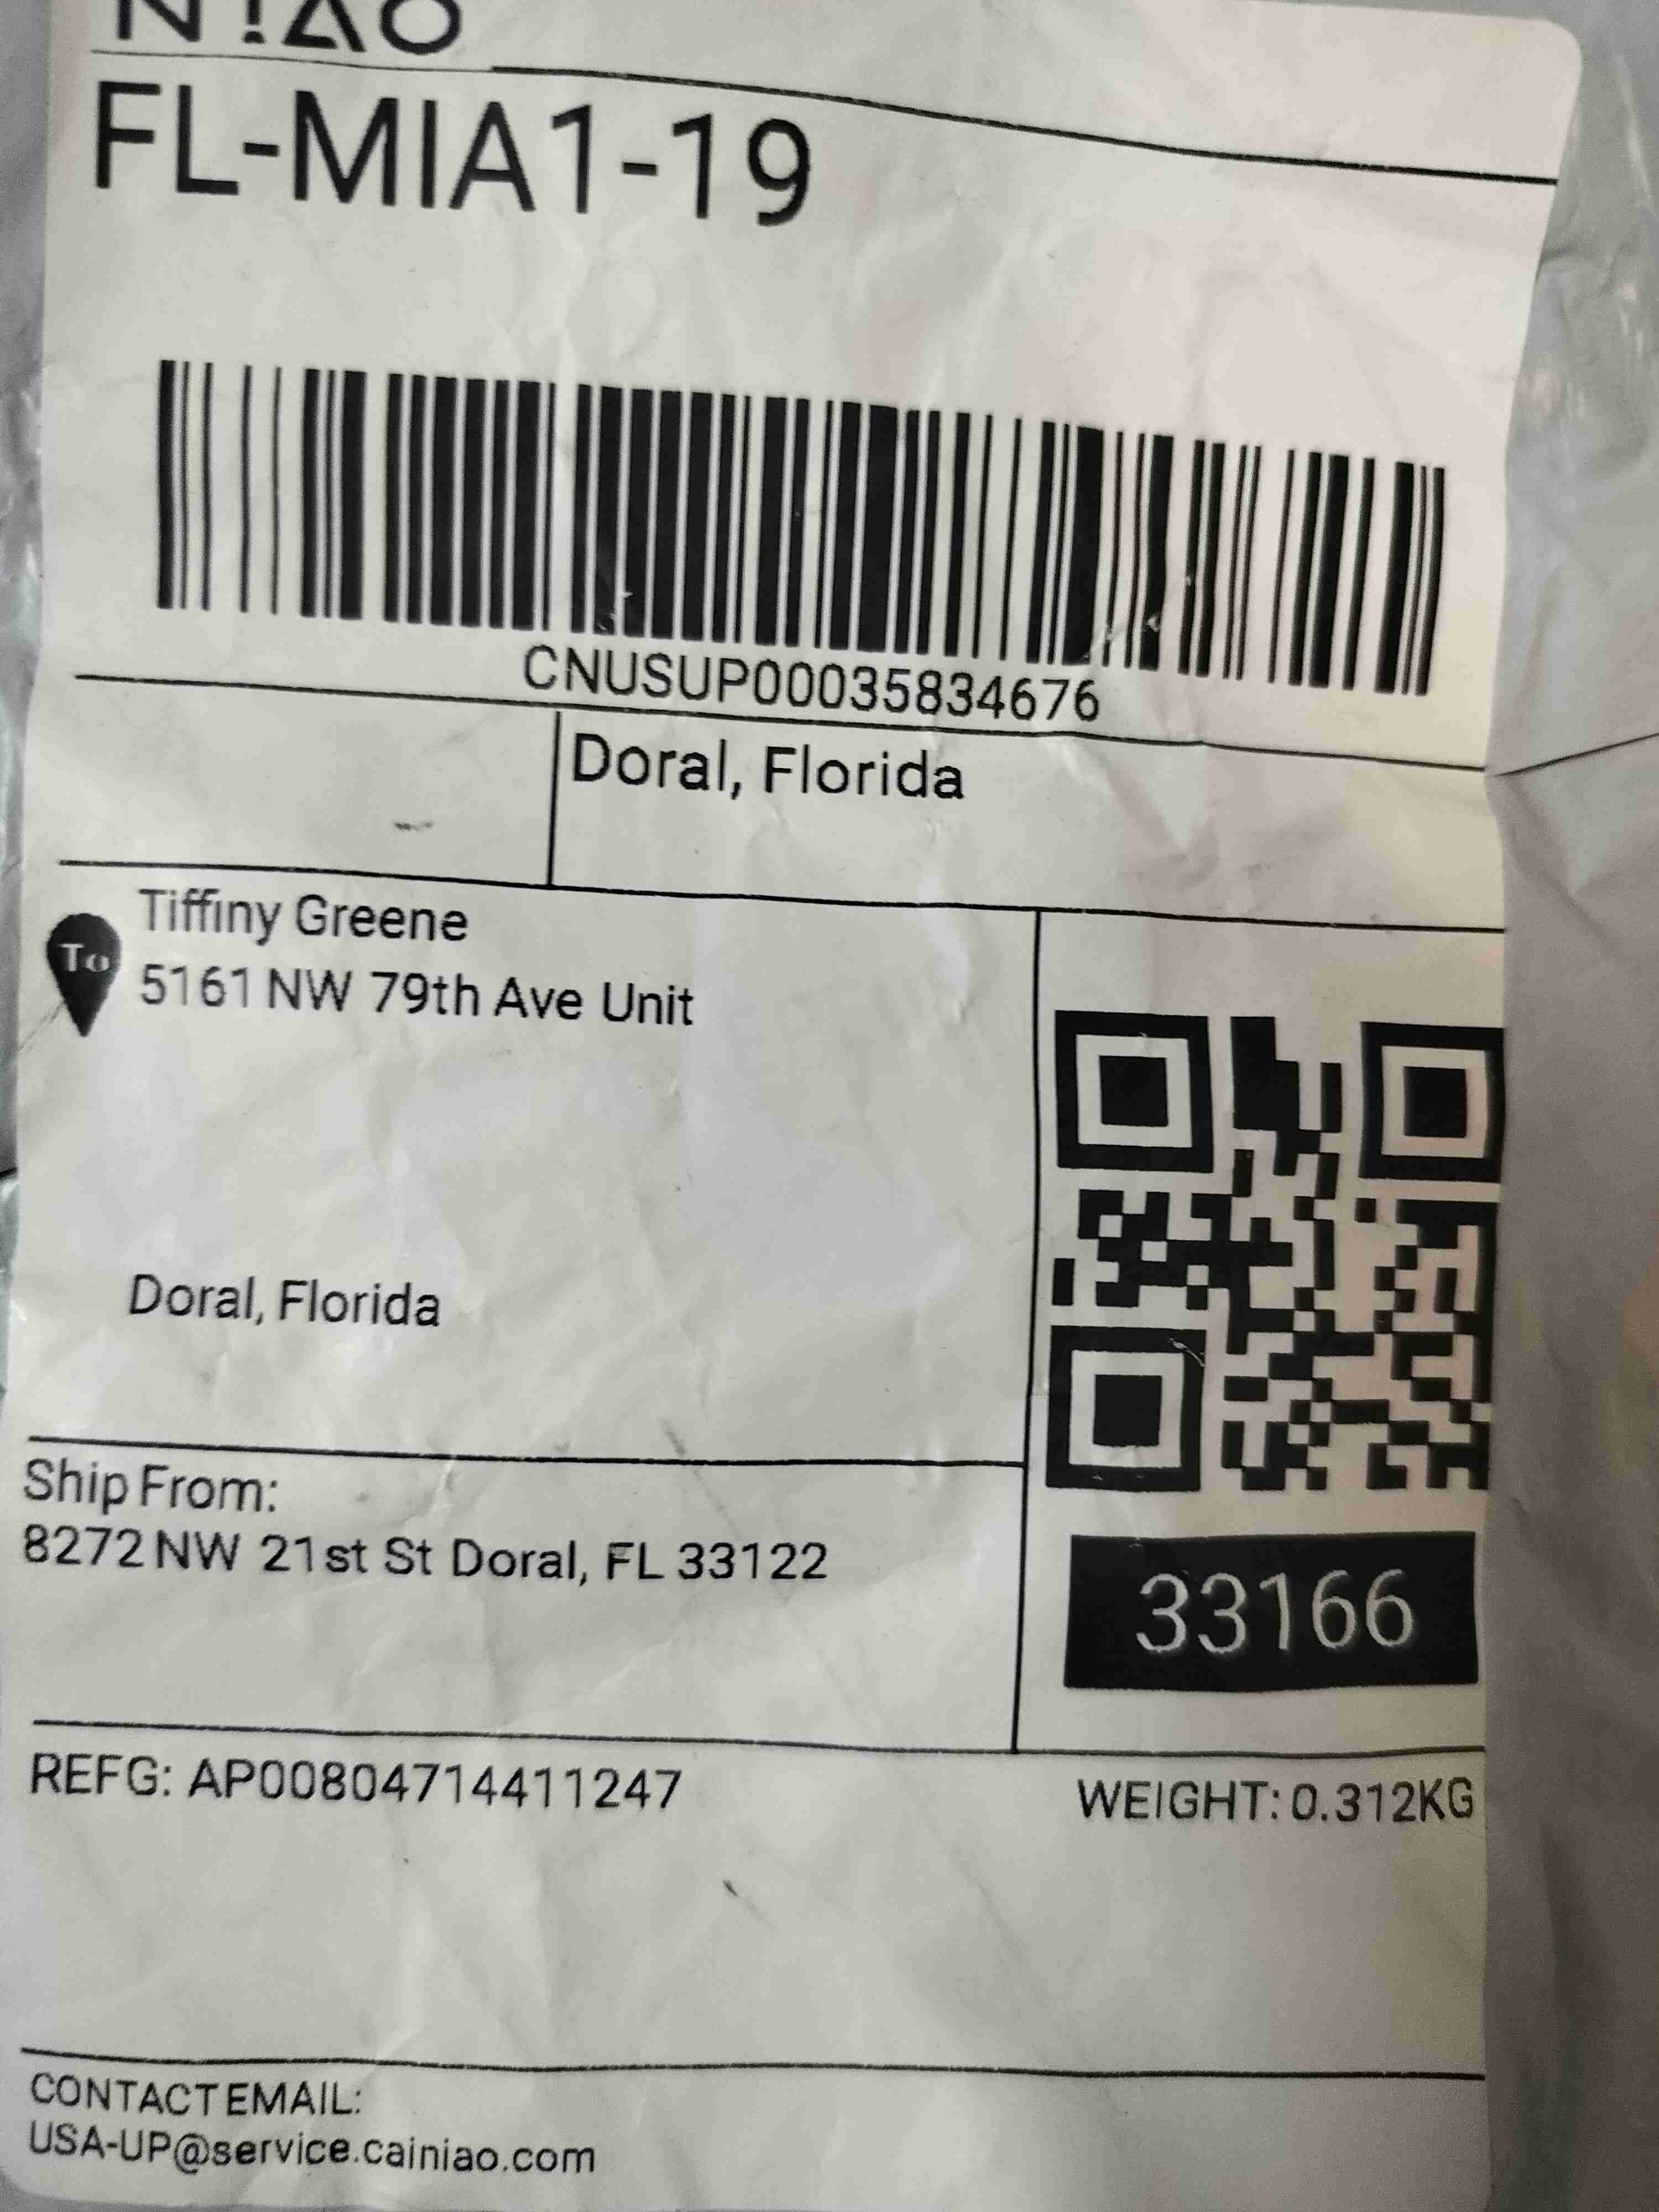 NIAO
FL-MIA1-19
CNUSUP00035834676
Doral, Florida
To
Tiffiny Greene
5161 NW 79th Ave Unit
Doral, Florida
Ship From:
8272 NW 21st St Doral, FL 33122
33166
REFG: AP00804714411247
WEIGHT: 0.312KG
CONTACT EMAIL:
USA-UP@service.cainiao.com